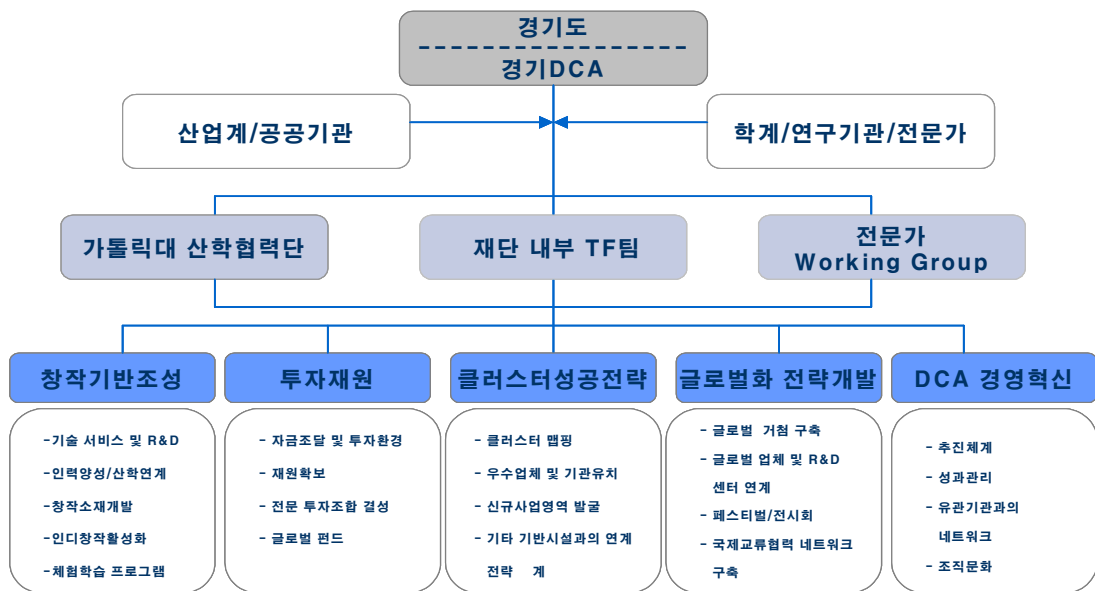 경기도
경기DCA
산업계/공공기관
학계/연구기관/전문가
가톨릭대 산학협력단
재단 내부 TF팀
전문가
Working Group
창작기반조성
-기술 서비스 및 R&D
-인력양성/산학연계
-창작소재개발
-인디창작활성화
-체험학습 프로그램
투자재원
- 자금조달 및 투자환경
- 재원확보
- 전문 투자조합 결성
- 글로벌 펀드
클러스터성공전략
- 클러스터 맵핑
- 우수업체 및 기관유치
- 신규사업영역 발굴
- 기타 기반시설과의 연계
전략 계
글로벌화 전략개발
- 글로벌 거첨 구축
- 글로벌 업체 및 R&D
센터 연계
- 페스티벌/전시회
- 국제교류협력 네트워크
구축
DCA 경영혁신
- 추진체계
- 성과관리
- 유관기관과의
네트워크
- 조직문화